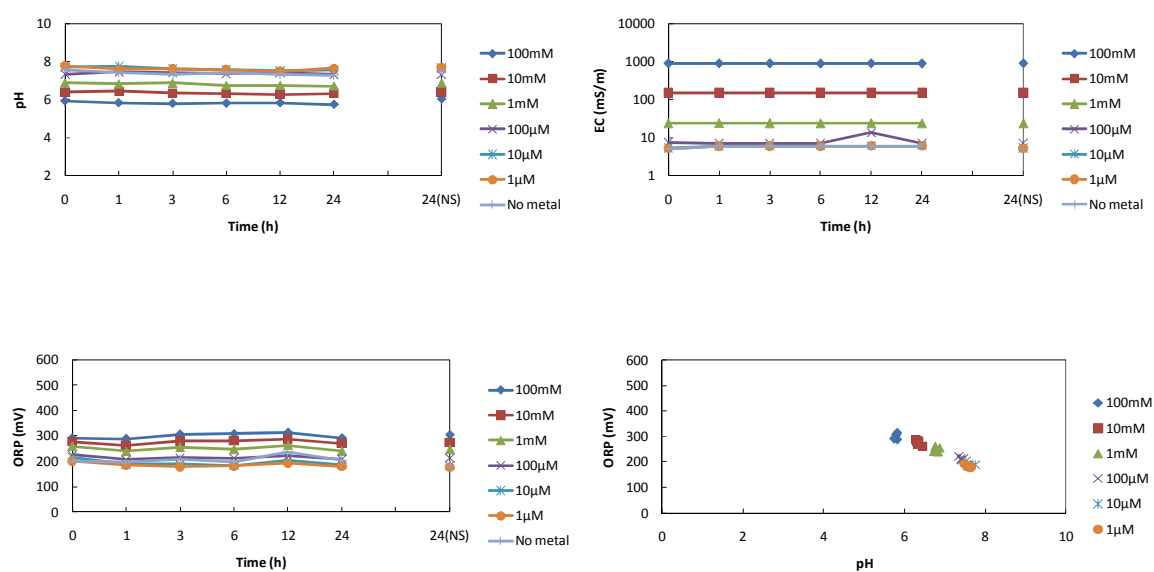 10
8
6
4
2
pH
0 1 3 6 12 24 24(NS)
Time (h)
100mM
10mM
1mM
100μM
10μM
1μM
No metal
10000
1000
100
10
1
EC (mS/m)
0 1 3 6 12 24 24(NS)
Time (h)
100mM
10mM
1mM
100μM
10μM
1μM
No metal
600
500
400
300
200
100
0
ORP (mV)
0 1 3 6 12 24 24(NS)
Time (h)
100mM
10mM
1mM
100μM
10μM
1μM
No metal
600
500
400
300
200
100
0
ORP (mV)
0 2 4 6 8 10
pH
100mM
10mM
1mM
100μM
10μM
1μM